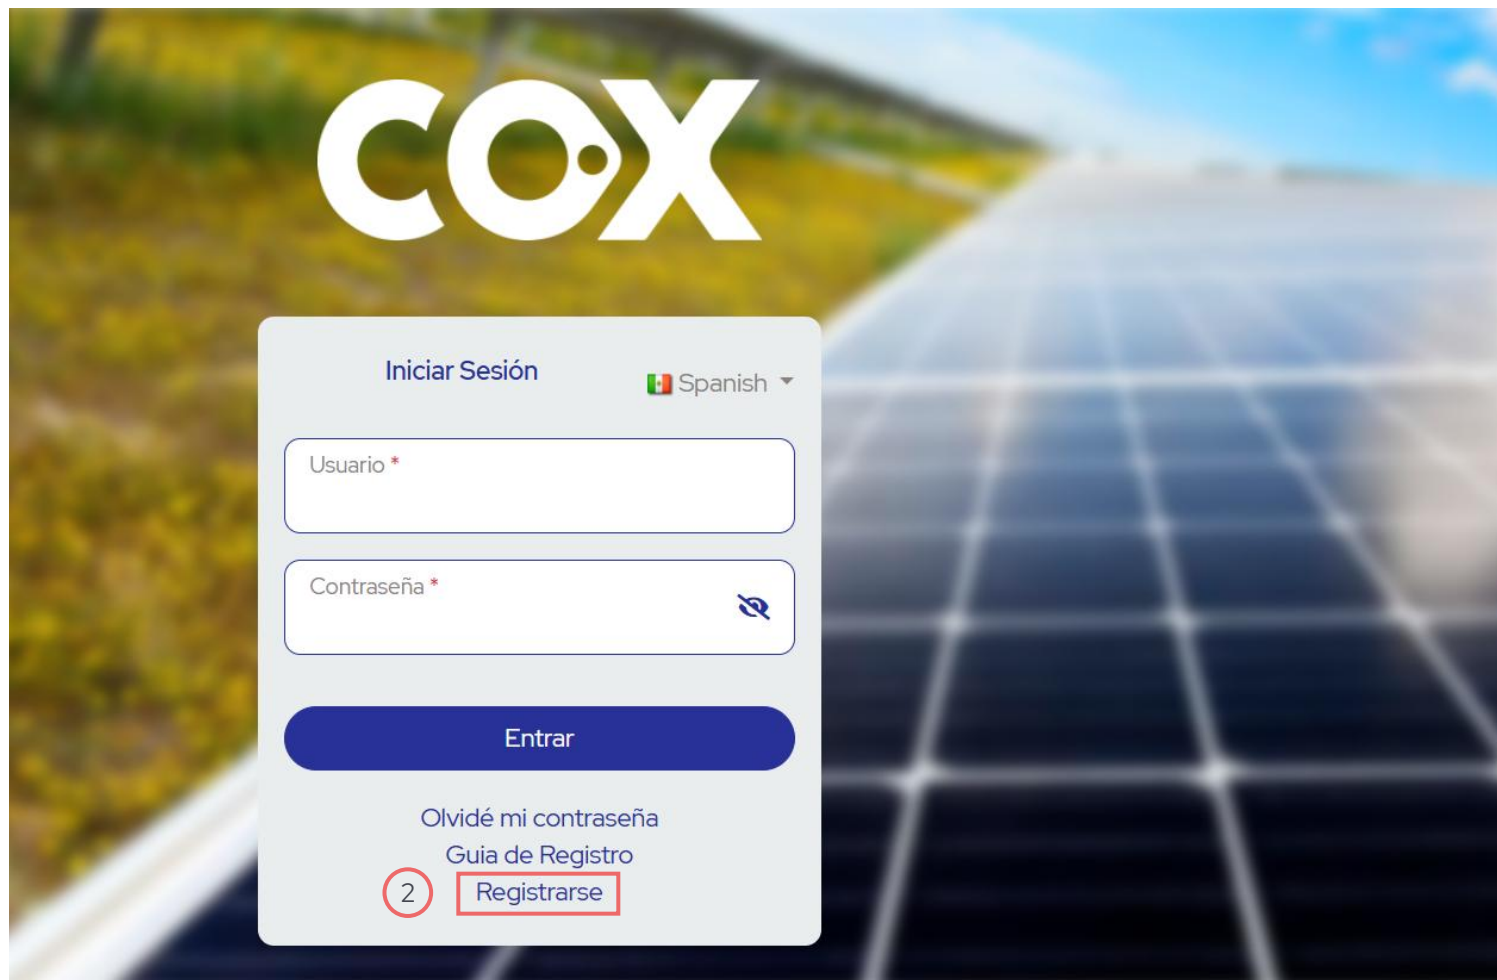 COX
Iniciar Sesión
Spanish
Usuario *
Contraseña *
Entrar
Olvidé mi contraseña
Guia de Registro
2 Registrarse